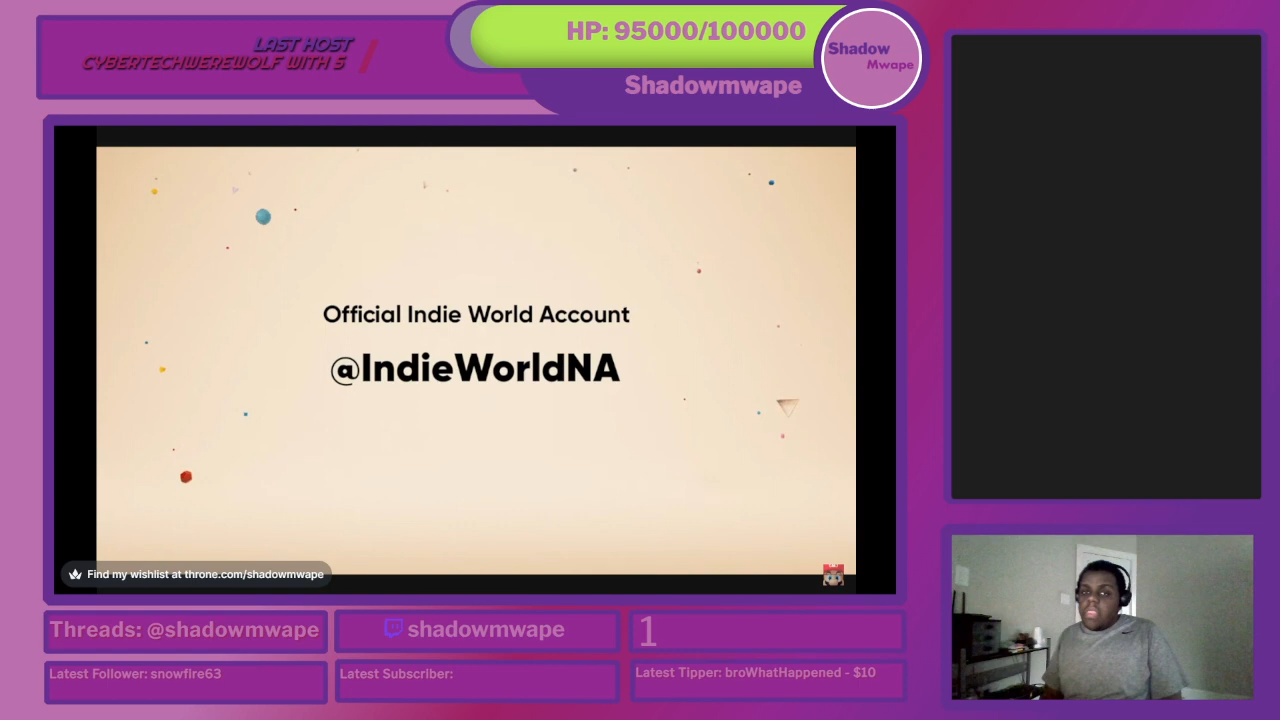 LAST HOST
CYBERTECHWEREWOLF WITH 5
HP: 95000/100000
Shadowmwape
Shadow
Mwape
Official Indie World Account
@IndieWorldNA
Find my wishlist at throne.com/shadowmwape
Threads: @shadowmwape
shadowmwape
1
Latest Follower: snowfire63
Latest Subscriber:
Latest Tipper: broWhatHappened - $10